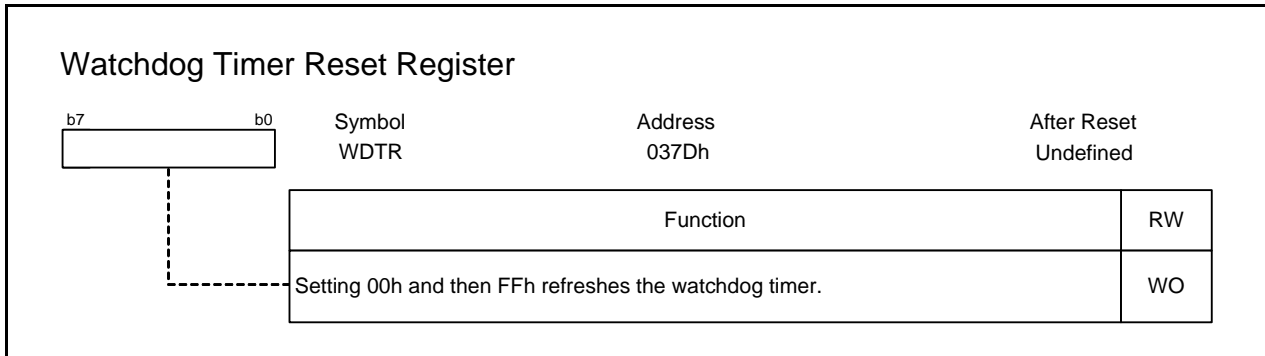 Watchdog Timer Reset Register
b7 b0 Symbol Address After Reset
WDTR 037Dh Undefined
Function RW
Setting 00h and then FFh refreshes the watchdog timer. WO